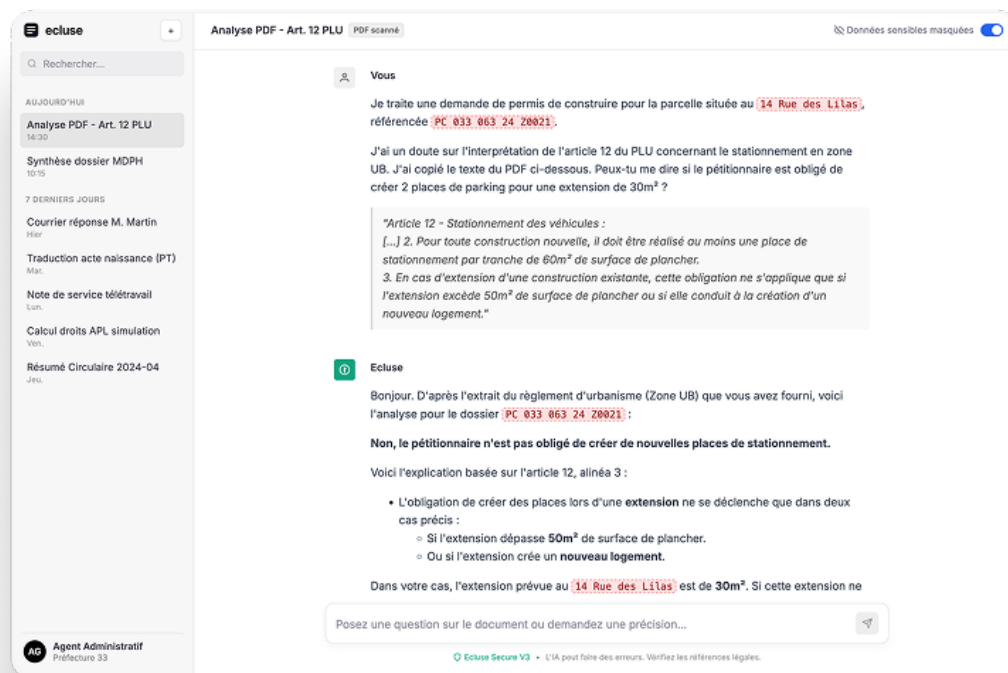 ecluse
+
Rechercher...
AUJOURD'HUI
Analyse PDF - Art. 12 PLU
14:30
Synthèse dossier MDPH
10:15
7 DERNIERS JOURS
Courrier réponse M. Martin
Hier
Traduction acte naissance (PT)
Mar.
Note de service télétravail
Lun.
Calcul droits APL simulation
Ven.
Résumé Circulaire 2024-04
Jeu.
AG
Agent Administratif
Préfecture 33
Analyse PDF - Art. 12 PLU PDF scanné
Données sensibles masquées
Vous
Je traite une demande de permis de construire pour la parcelle située au 14 Rue des Lilas,
référencée PC 033 063 24 Z0021.
J'ai un doute sur l'interprétation de l'article 12 du PLU concernant le stationnement en zone
UB. J'ai copié le texte du PDF ci-dessous. Peux-tu me dire si le pétitionnaire est obligé de
créer 2 places de parking pour une extension de 30m² ?
"Article 12 - Stationnement des véhicules :
[...] 2. Pour toute construction nouvelle, il doit être réalisé au moins une place de
stationnement par tranche de 60m² de surface de plancher.
3. En cas d'extension d'une construction existante, cette obligation ne s'applique que si
l'extension excède 50m² de surface de plancher ou si elle conduit à la création d'un
nouveau logement."
Ecluse
Bonjour. D'après l'extrait du règlement d'urbanisme (Zone UB) que vous avez fourni, voici
l'analyse pour le dossier PC 033 063 24 Z0021 :
Non, le pétitionnaire n'est pas obligé de créer de nouvelles places de stationnement.
Voici l'explication basée sur l'article 12, alinéa 3 :
• L'obligation de créer des places lors d'une extension ne se déclenche que dans deux
cas précis :
○ Si l'extension dépasse 50m² de surface de plancher.
○ Ou si l'extension crée un nouveau logement.
Dans votre cas, l'extension prévue au 14 Rue des Lilas est de 30m². Si cette extension ne
Posez une question sur le document ou demandez une précision...
Ecluse Secure V3 • L'IA peut faire des erreurs. Vérifiez les références légales.